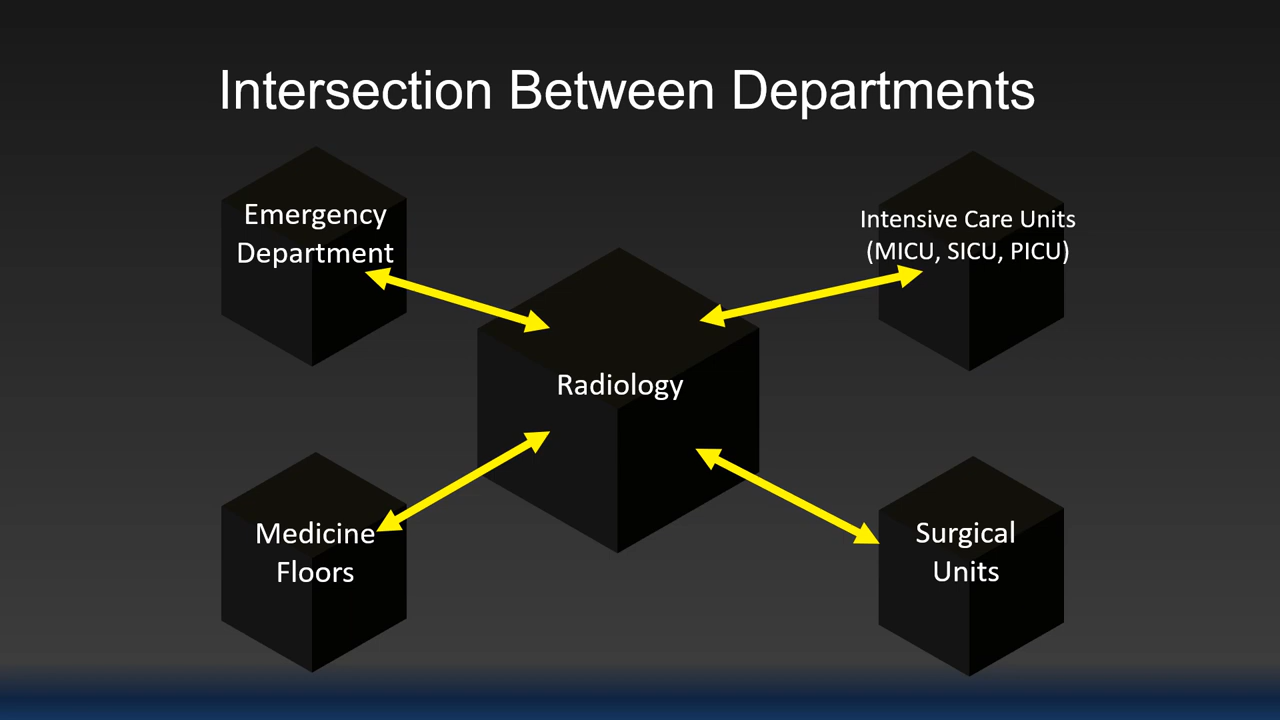 Intersection Between Departments
Emergency
Department
Intensive Care Units
(MICU, SICU, PICU)
Radiology
Medicine
Floors
Surgical
Units